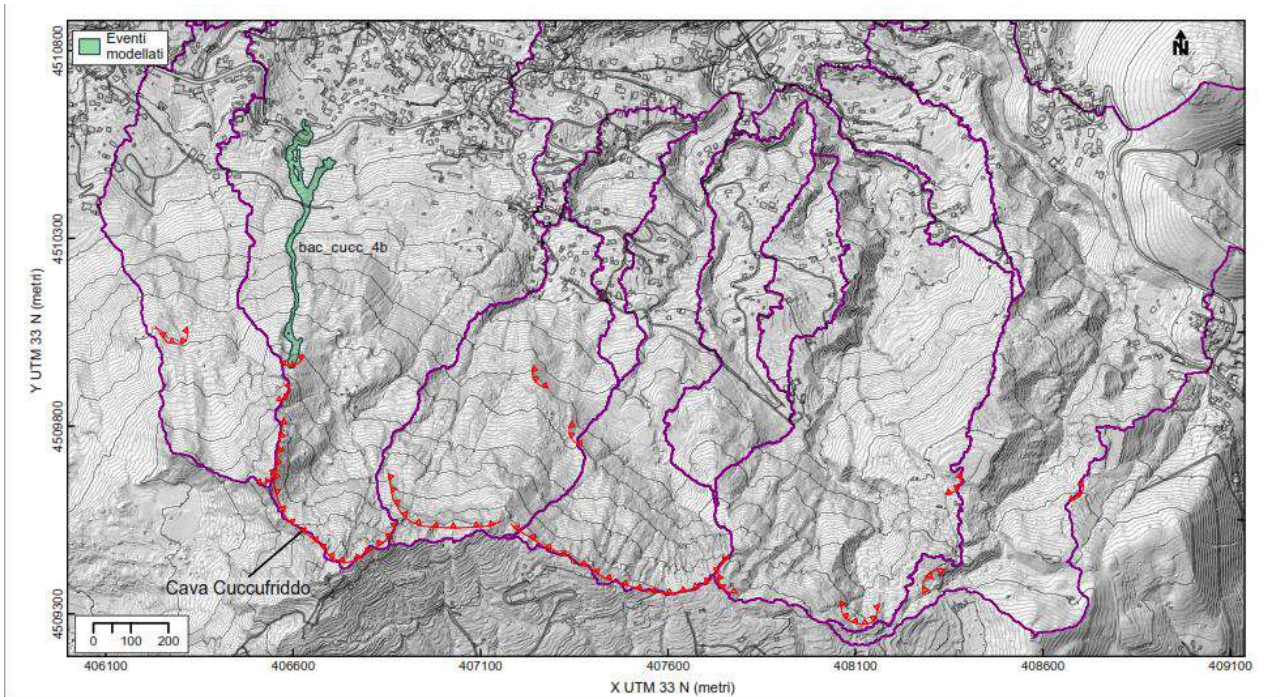 Eventi
modellati
N
4510800
4510300
4509800
4509300
Y UTM 33 N (metri)
bac_cucc_4b
Cava Cuccufriddo
0 100 200
406100 406600 407100 407600 408100 408600 409100
X UTM 33 N (metri)